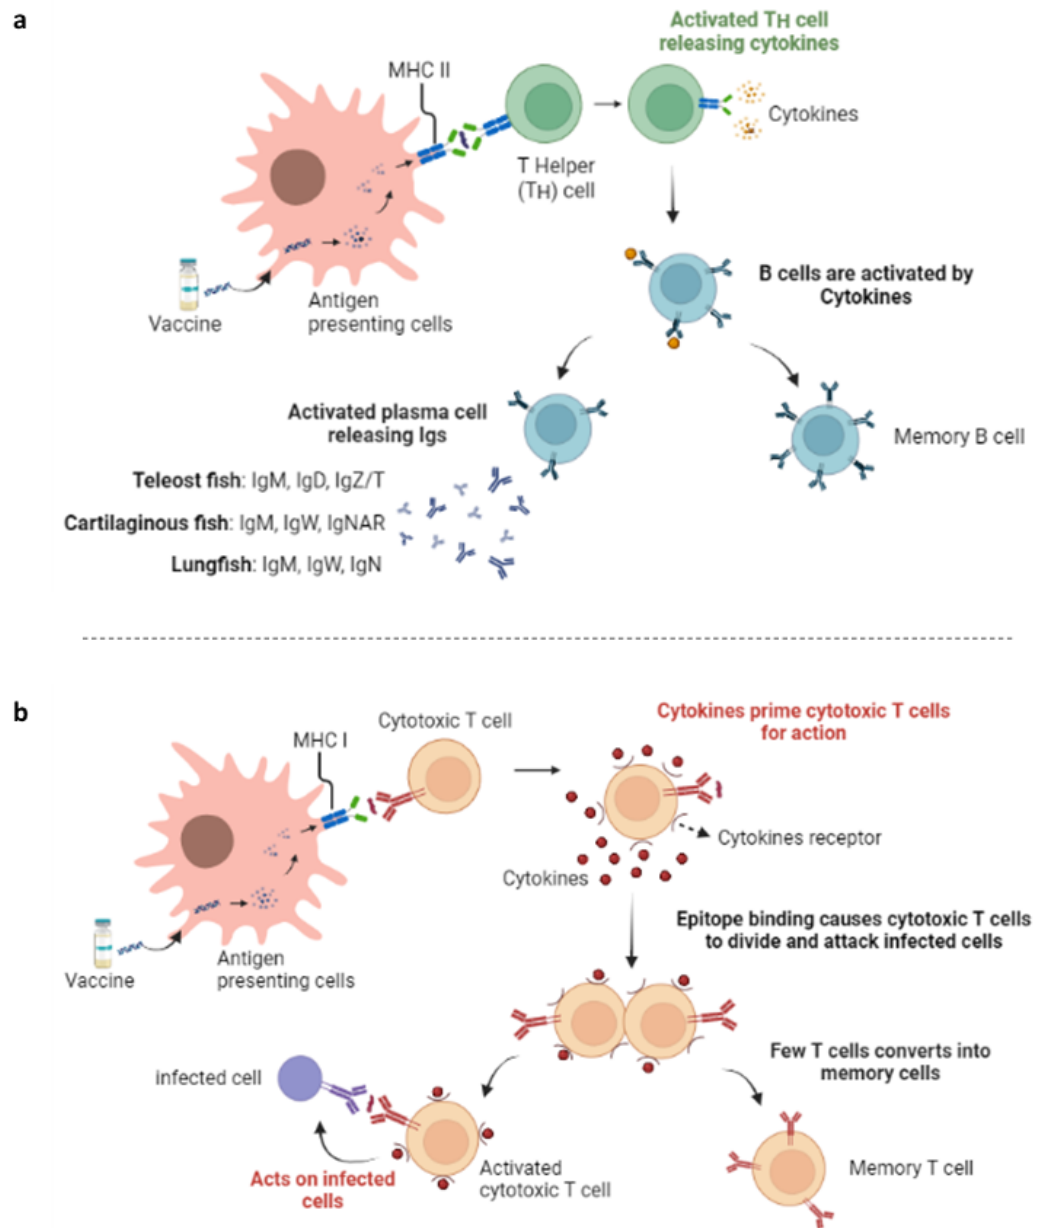 a
Activated TH cell
releasing cytokines
MHC II
Cytokines
T Helper
(TH) cell
B cells are activated by
Cytokines
Vaccine
Antigen
presenting cells
Activated plasma cell
releasing Igs
Memory B cell
Teleost fish: IgM, IgD, IgZ/T
Cartilaginous fish: IgM, IgW, IgNAR
Lungfish: IgM, IgW, IgN
b
Cytotoxic T cell
Cytokines prime cytotoxic T cells
for action
MHC I
Cytokines receptor
Cytokines
Epitope binding causes cytotoxic T cells
to divide and attack infected cells
Vaccine
Antigen
presenting cells
infected cell
Few T cells converts into
memory cells
Acts on infected
cells
Activated
cytotoxic T cell
Memory T cell